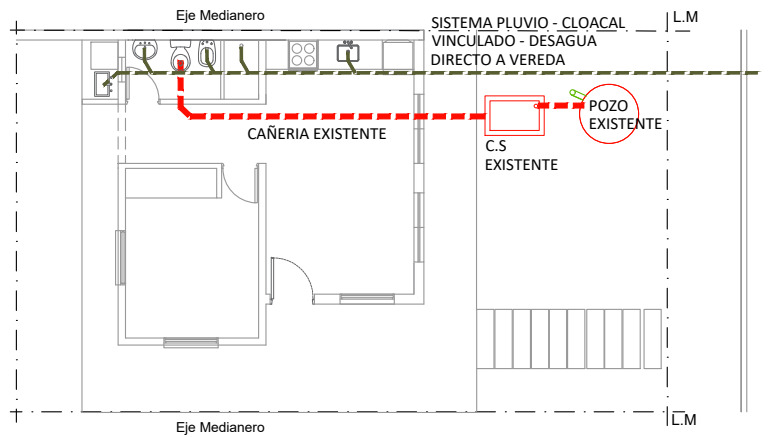 Eje Medianero
SISTEMA PLUVIO - CLOACAL
VINCULADO - DESAGUA
DIRECTO A VEREDA
L.M
CAÑERIA EXISTENTE
C.S
EXISTENTE
POZO
EXISTENTE
Eje Medianero
L.M